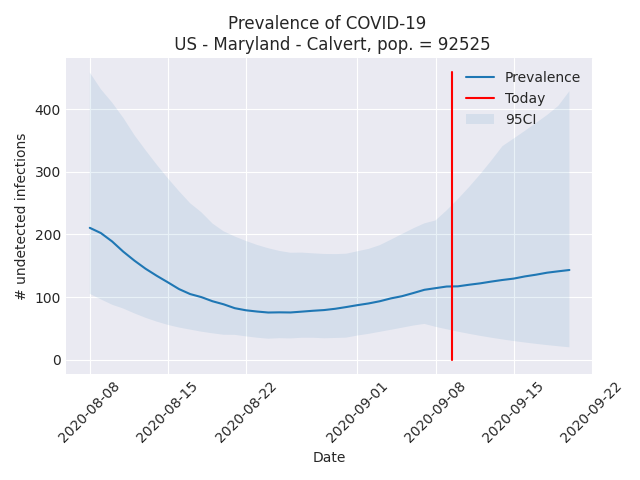 Prevalence of COVID-19
US - Maryland - Calvert, pop. = 92525
Prevalence
Today
95CI
# undetected infections
400
300
200
100
0
2020-08-08
2020-08-15
2020-08-22
2020-09-01
2020-09-08
2020-09-15
2020-09-22
Date